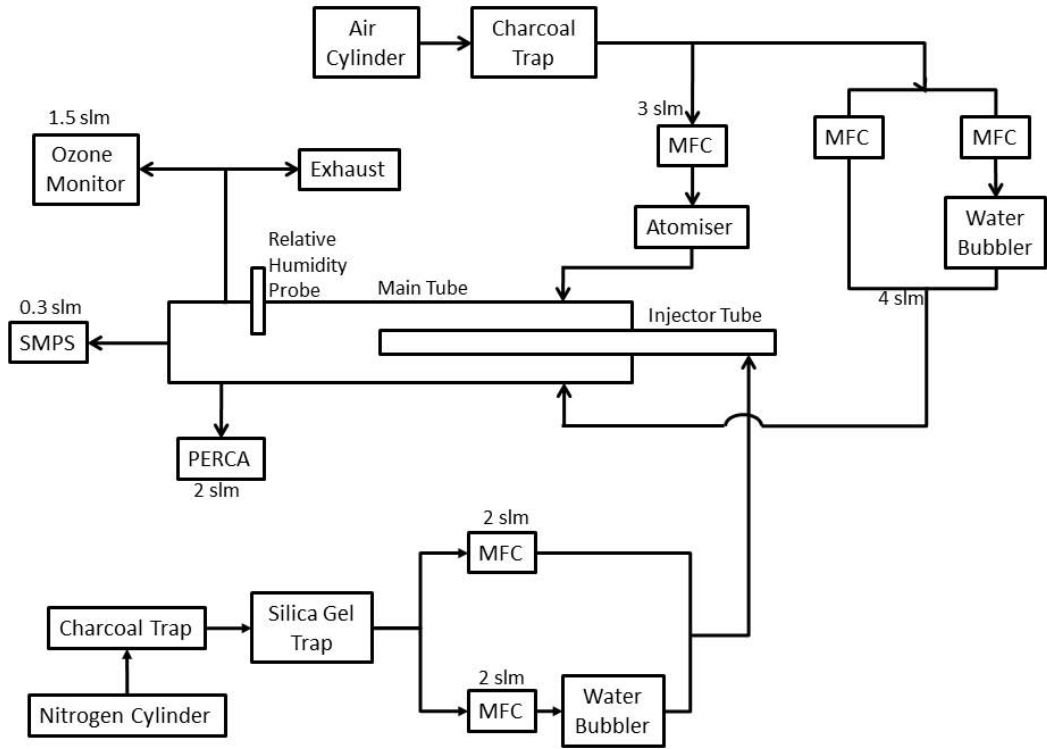 Air
Cylinder
Charcoal
Trap
3 slm
MFC
MFC
MFC
1.5 slm
Ozone
Monitor
Exhaust
Atomiser
Water
Bubbler
Relative
Humidity
Probe
Main Tube
4 slm
0.3 slm
SMPS
Injector Tube
PERCA
2 slm
2 slm
MFC
Silica Gel
Trap
Charcoal Trap
2 slm
MFC
Water
Bubbler
Nitrogen Cylinder